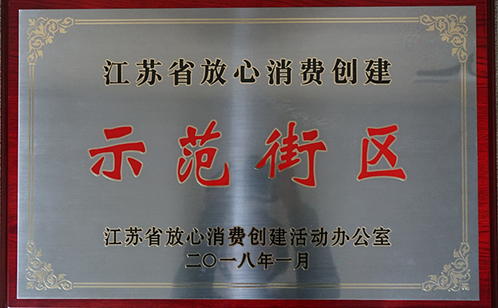 江苏省放心消费创建
示范街区
江苏省放心消费创建活动办公室
二〇一八年一月